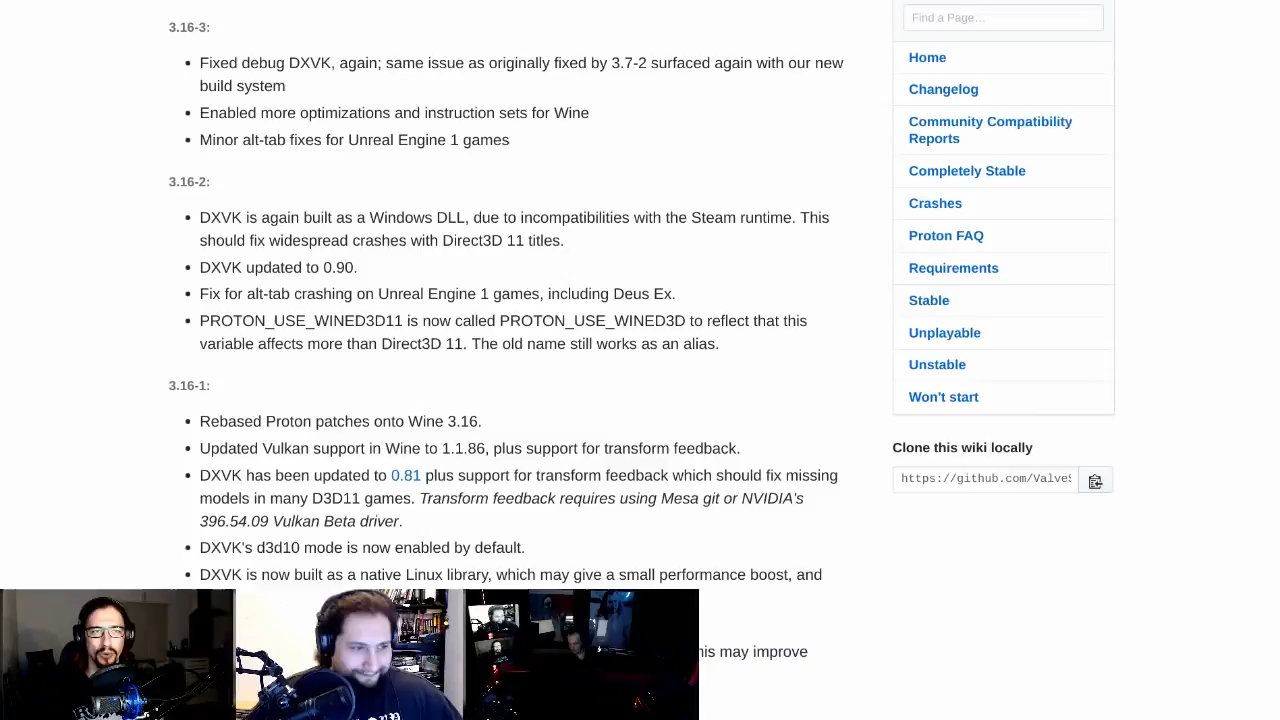 3.16-3:
Fixed debug DXVK, again; same issue as originally fixed by 3.7-2 surfaced again with our new
build system
Enabled more optimizations and instruction sets for Wine
Minor alt-tab fixes for Unreal Engine 1 games
3.16-2:
DXVK is again built as a Windows DLL, due to incompatibilities with the Steam runtime. This
should fix widespread crashes with Direct3D 11 titles.
DXVK updated to 0.90.
Fix for alt-tab crashing on Unreal Engine 1 games, including Deus Ex.
PROTON_USE_WINED3D11 is now called PROTON_USE_WINED3D to reflect that this
variable affects more than Direct3D 11. The old name still works as an alias.
3.16-1:
Rebased Proton patches onto Wine 3.16.
Updated Vulkan support in Wine to 1.1.86, plus support for transform feedback.
DXVK has been updated to 0.81 plus support for transform feedback which should fix missing
models in many D3D11 games. Transform feedback requires using Mesa git or NVIDIA's
396.54.09 Vulkan Beta driver.
DXVK's d3d10 mode is now enabled by default.
DXVK is now built as a native Linux library, which may give a small performance boost, and
may improve
Find a Page…
Home
Changelog
Community Compatibility
Reports
Completely Stable
Crashes
Proton FAQ
Requirements
Stable
Unplayable
Unstable
Won't start
Clone this wiki locally
https://github.com/ValveS